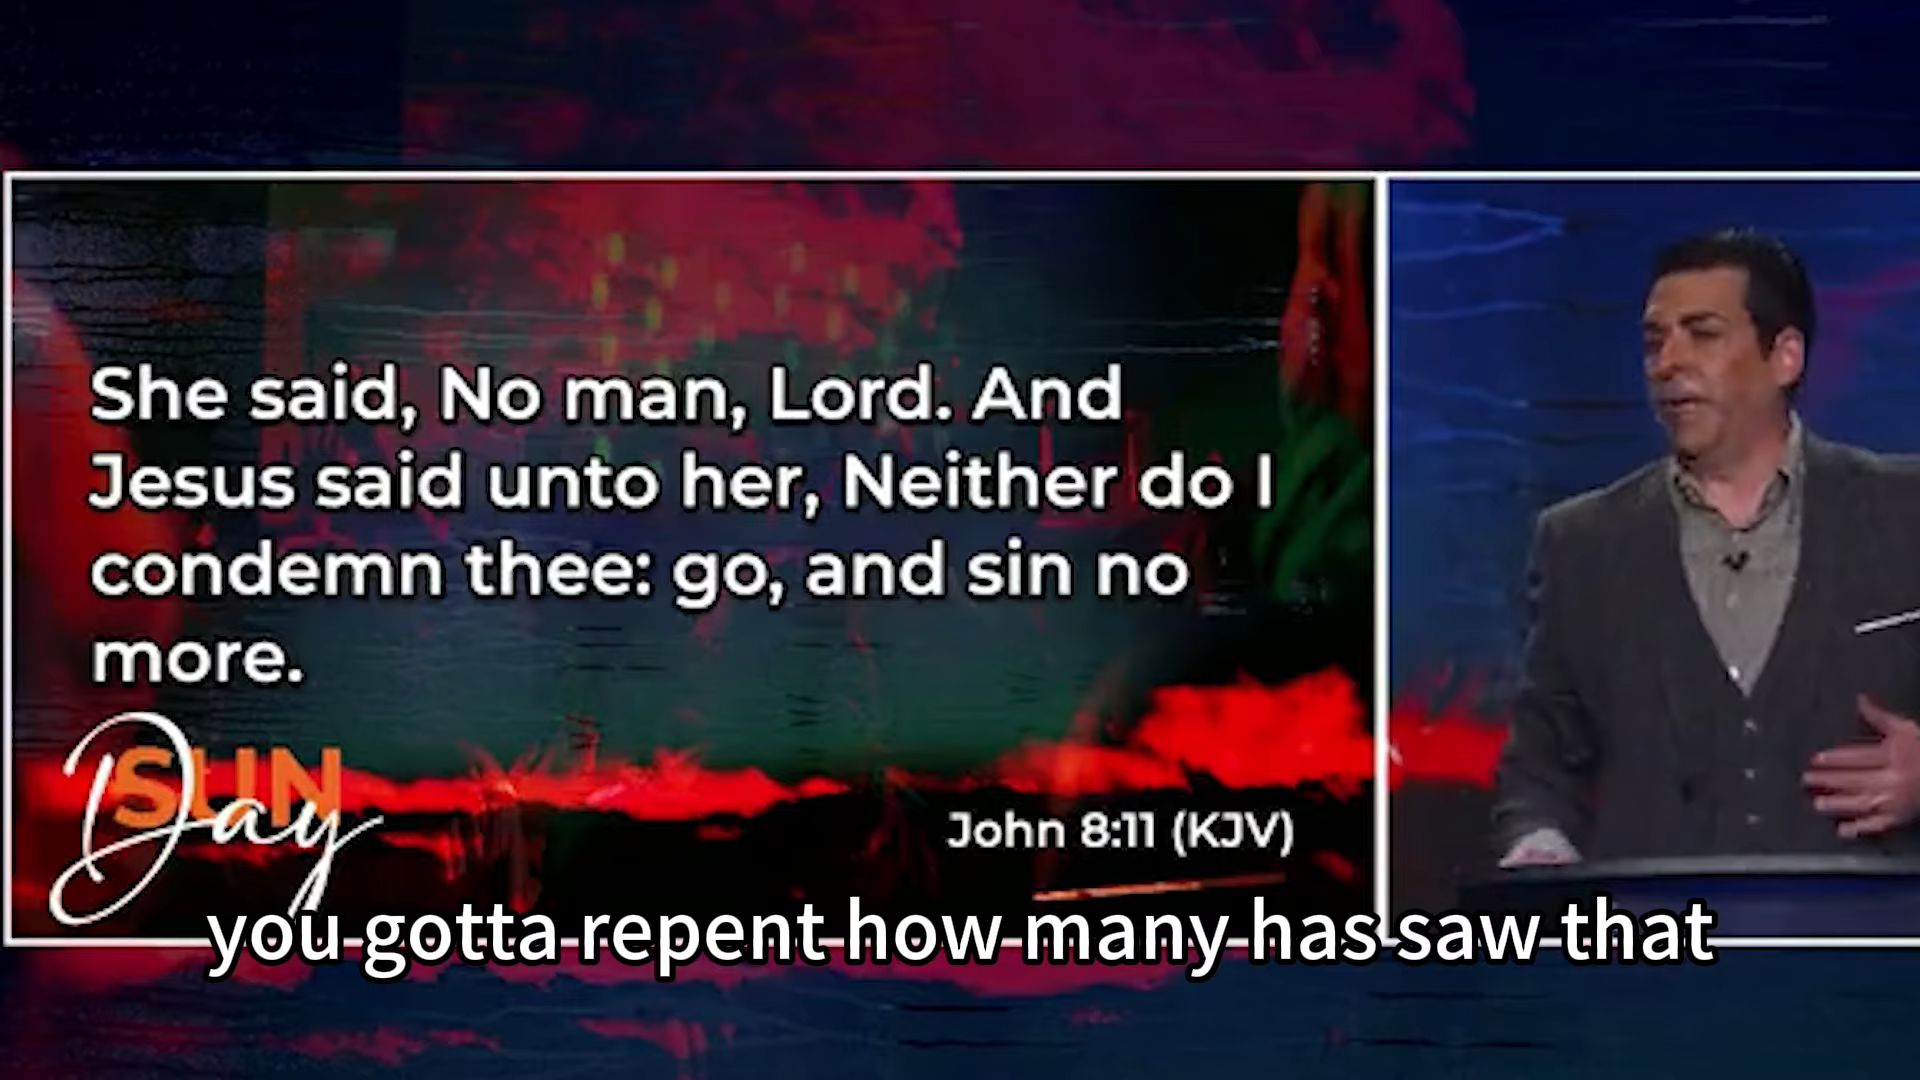 She said, No man, Lord. And
Jesus said unto her, Neither do I
condemn thee: go, and sin no
more.
SUN
Day
John 8:11 (KJV)
you gotta repent how many has saw that